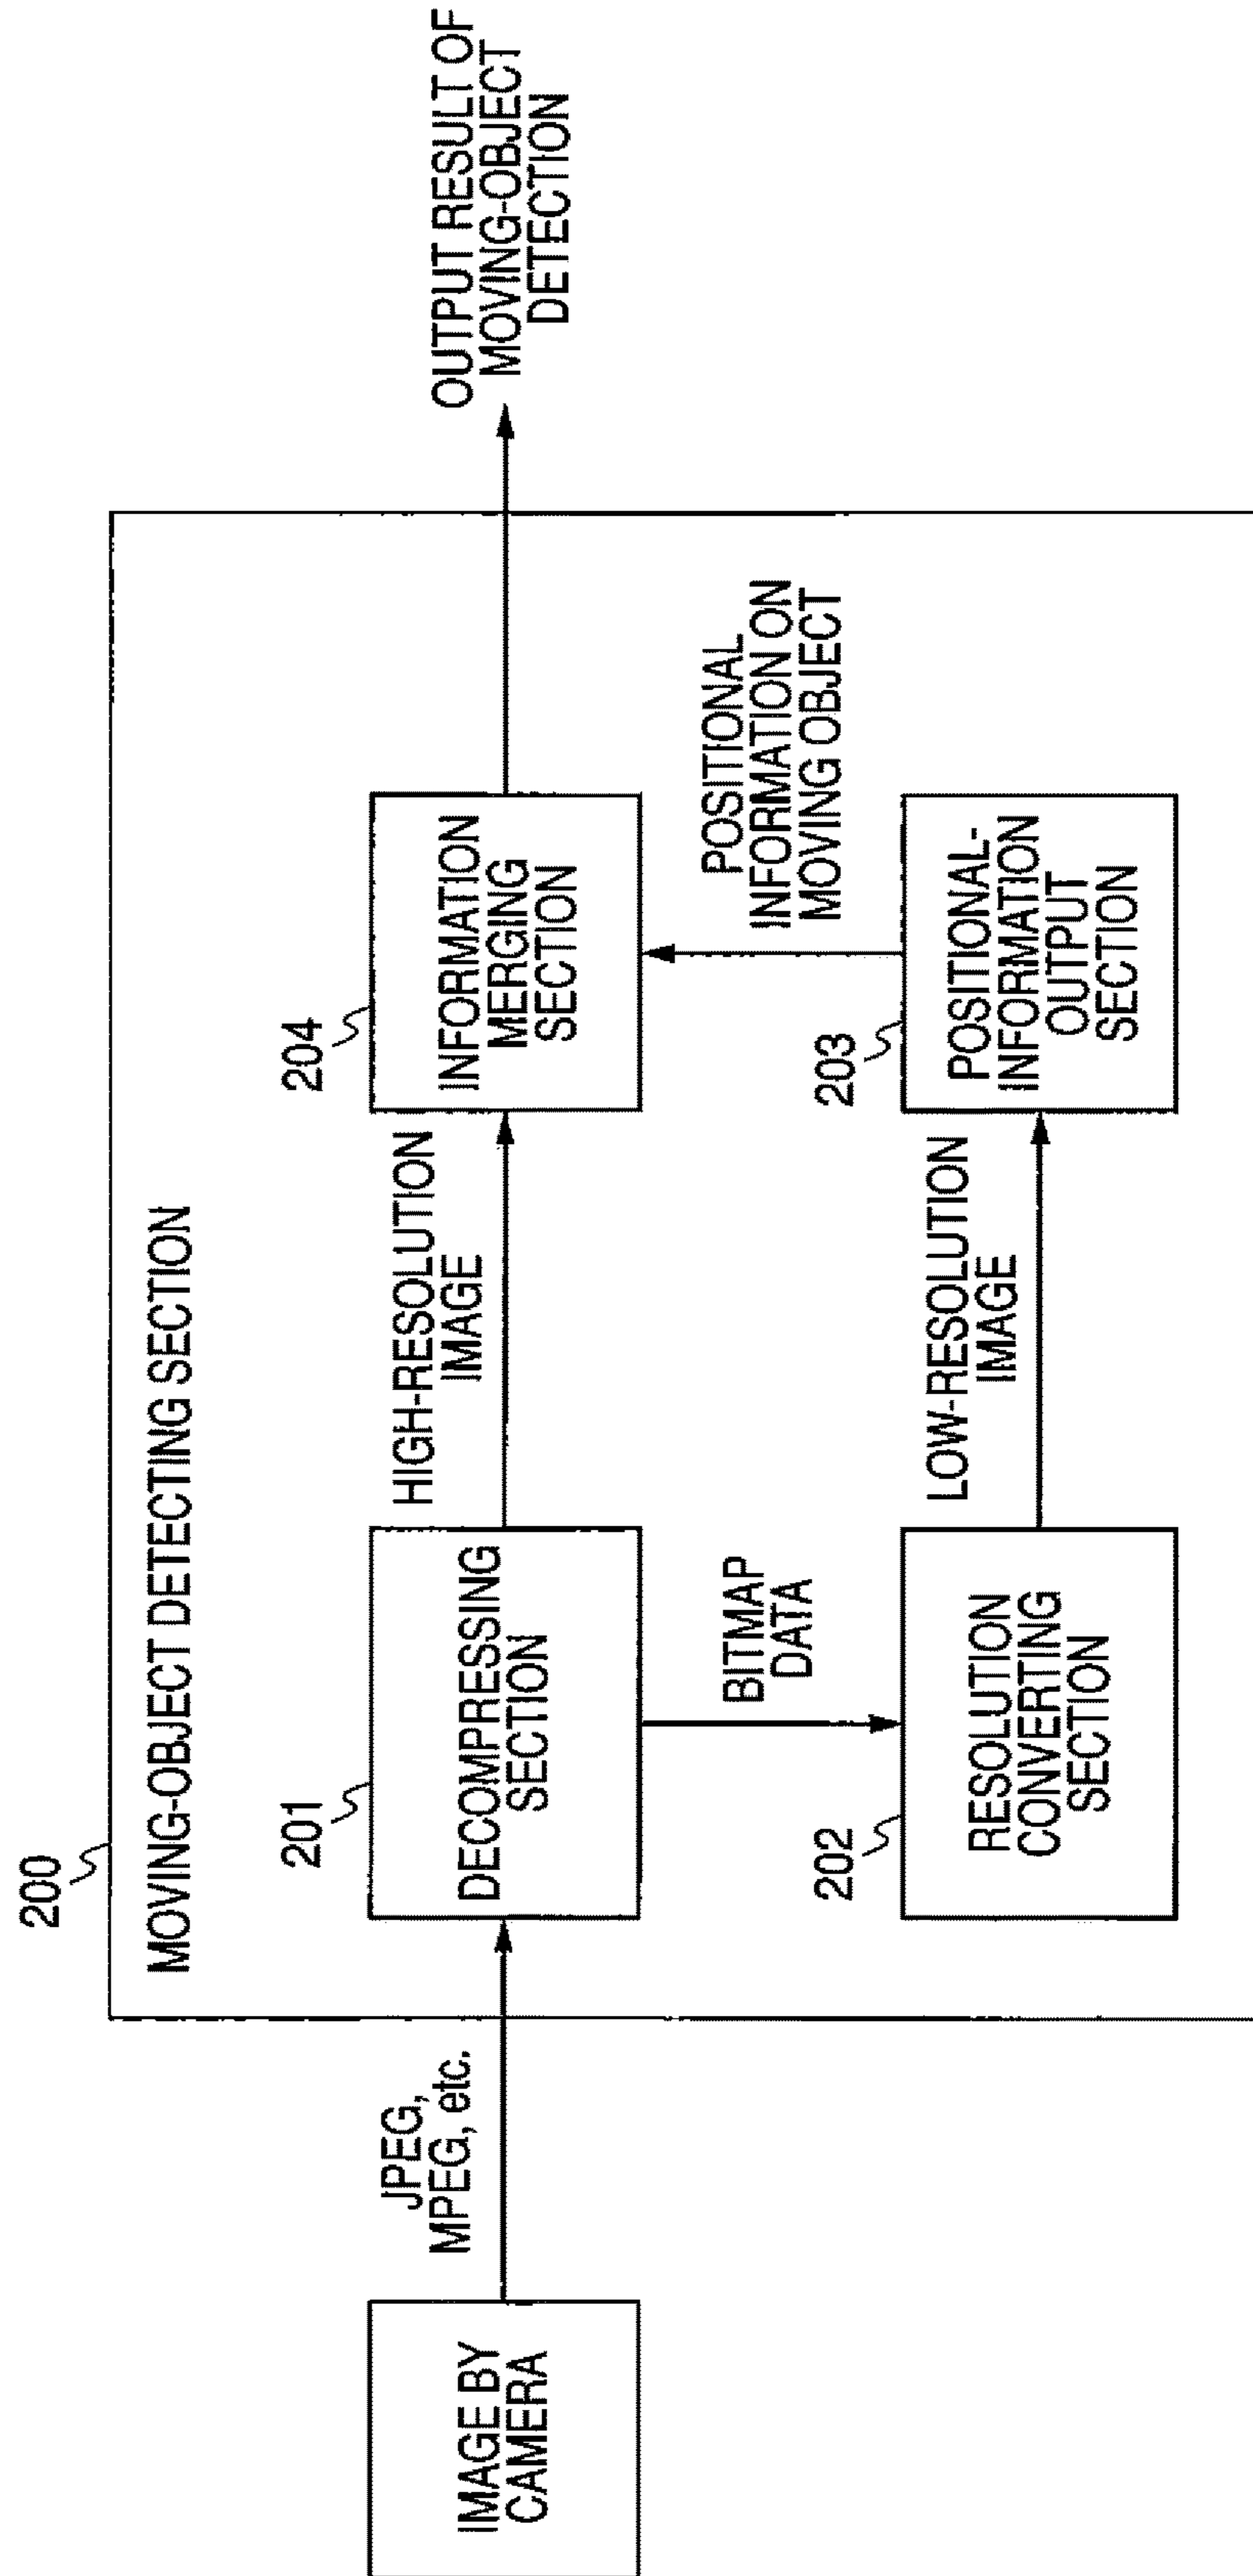 200
MOVING-OBJECT DETECTING SECTION
IMAGE BY
CAMERA
JPEG,
MPEG, etc.
201
DECOMPRESSING
SECTION
HIGH-RESOLUTION
IMAGE
204
INFORMATION
MERGING
SECTION
OUTPUT RESULT OF
MOVING-OBJECT
DETECTION
BITMAP
DATA
POSITIONAL
INFORMATION ON
MOVING OBJECT
202
RESOLUTION
CONVERTING
SECTION
LOW-RESOLUTION
IMAGE
203
POSITIONAL-
INFORMATION
OUTPUT
SECTION